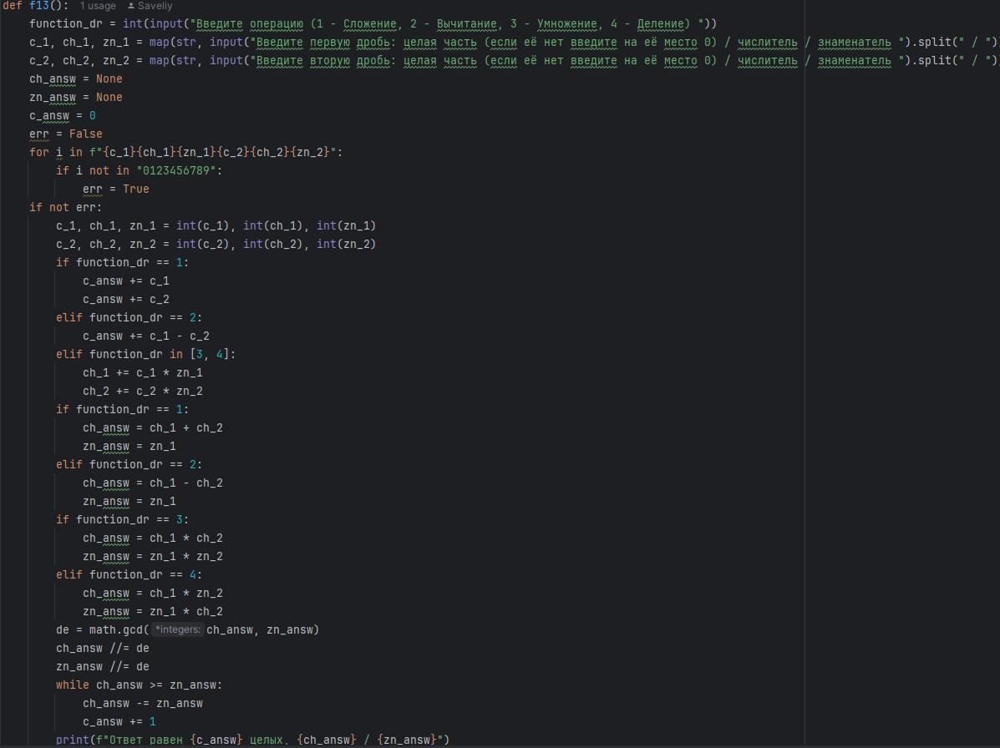 def f13():  1 usage  Saveliy
    function_dr = int(input("Введите операцию (1 - Сложение, 2 - Вычитание, 3 - Умножение, 4 - Деление) "))
    c_1, ch_1, zn_1 = map(str, input("Введите первую дробь: целая часть (если её нет введите на её место 0) / числитель / знаменатель ").split(" / ")
    c_2, ch_2, zn_2 = map(str, input("Введите вторую дробь: целая часть (если её нет введите на её место 0) / числитель / знаменатель ").split(" / ")
    ch_answ = None
    zn_answ = None
    c_answ = 0
    err = False
    for i in f"{c_1}{ch_1}{zn_1}{c_2}{ch_2}{zn_2}":
        if i not in "0123456789":
            err = True
    if not err:
        c_1, ch_1, zn_1 = int(c_1), int(ch_1), int(zn_1)
        c_2, ch_2, zn_2 = int(c_2), int(ch_2), int(zn_2)
        if function_dr == 1:
            c_answ += c_1
            c_answ += c_2
        elif function_dr == 2:
            c_answ += c_1 - c_2
        elif function_dr in [3, 4]:
            ch_1 += c_1 * zn_1
            ch_2 += c_2 * zn_2
        if function_dr == 1:
            ch_answ = ch_1 + ch_2
            zn_answ = zn_1
        elif function_dr == 2:
            ch_answ = ch_1 - ch_2
            zn_answ = zn_1
        if function_dr == 3:
            ch_answ = ch_1 * ch_2
            zn_answ = zn_1 * zn_2
        elif function_dr == 4:
            ch_answ = ch_1 * zn_2
            zn_answ = zn_1 * ch_2
        de = math.gcd( *integers: ch_answ, zn_answ)
        ch_answ //= de
        zn_answ //= de
        while ch_answ >= zn_answ:
            ch_answ -= zn_answ
            c_answ += 1
        print(f"Ответ равен {c_answ} целых, {ch_answ} / {zn_answ}")